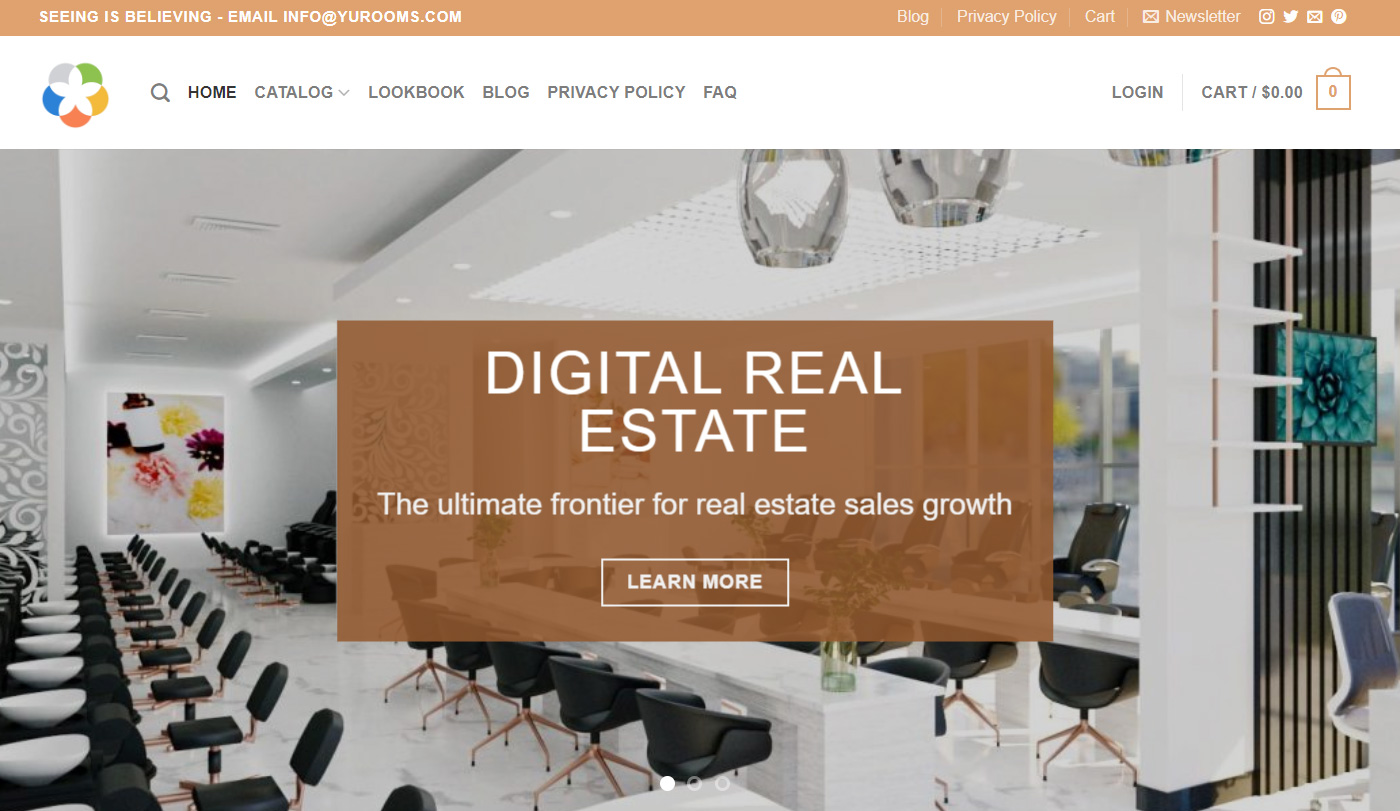 SEEING IS BELIEVING - EMAIL INFO@YUROOMS.COM
Blog
Privacy Policy
Cart
Newsletter
HOME
CATALOG
LOOKBOOK
BLOG
PRIVACY POLICY
FAQ
LOGIN
CART / $0.00
0
DIGITAL REAL
ESTATE
The ultimate frontier for real estate sales growth
LEARN MORE